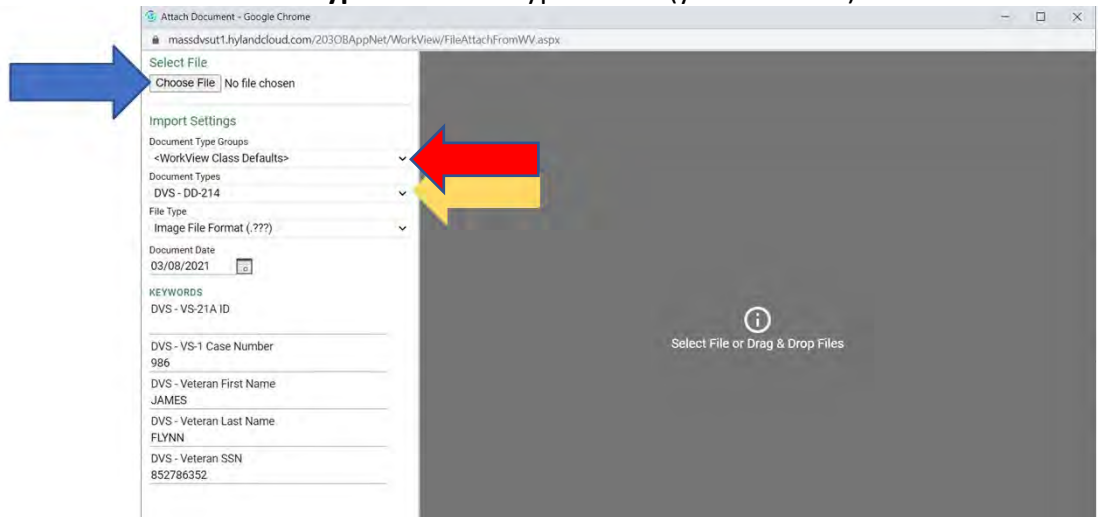 Attach Document - Google Chrome
massdvsut1.hylandcloud.com/203OBAppNet/WorkView/FileAttachFromWV.aspx
Select File
Choose File No file chosen
Import Settings
Document Type Groups
<WorkView Class Defaults>
Document Types
DVS - DD-214
File Type
Image File Format (.???)
Document Date
03/08/2021
KEYWORDS
DVS - VS-21A ID
DVS - VS-1 Case Number
986
DVS - Veteran First Name
JAMES
DVS - Veteran Last Name
FLYNN
DVS - Veteran SSN
852786352
Select File or Drag & Drop Files